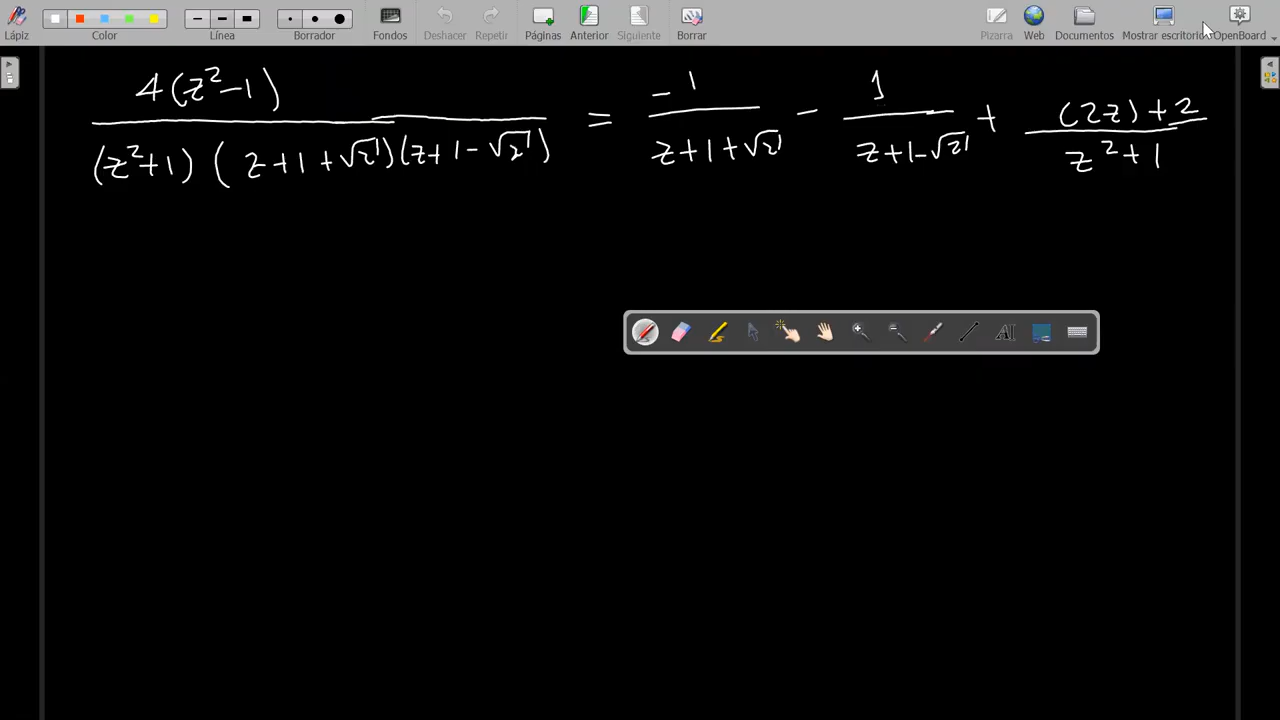 Color Línea Borrador
Lápiz Fondos Deshacer Repetir Páginas Anterior Siguiente Borrar Pizarra Web Documentos Mostrar escritorio OpenBoard
4(z²-1) / (z²+1)(z+1+√2)(z+1-√2) = -1 / z+1+√2 - 1 / z+1-√2 + (2z)+2 / z²+1
AI